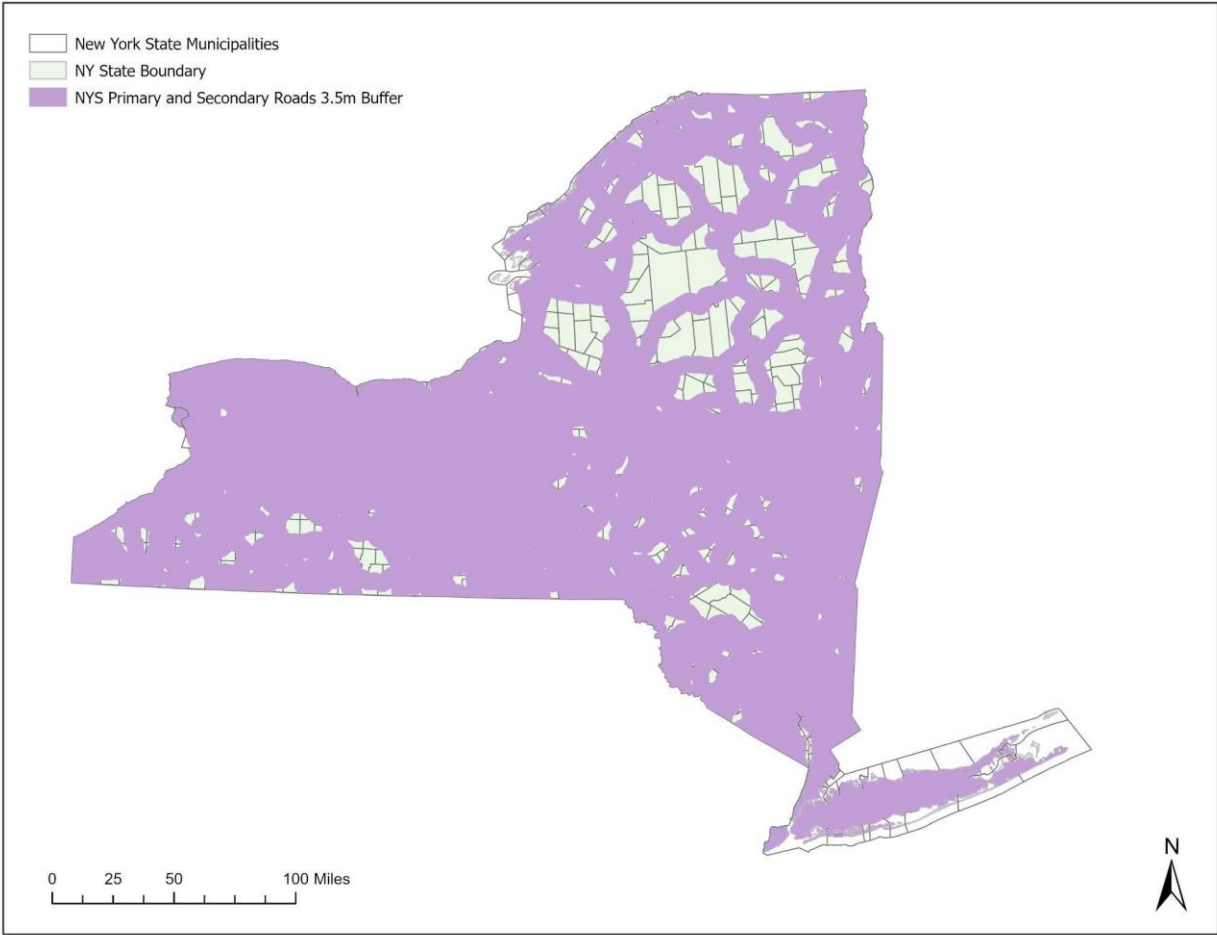 New York State Municipalities
NY State Boundary
NYS Primary and Secondary Roads 3.5m Buffer
N
0 25 50 100 Miles